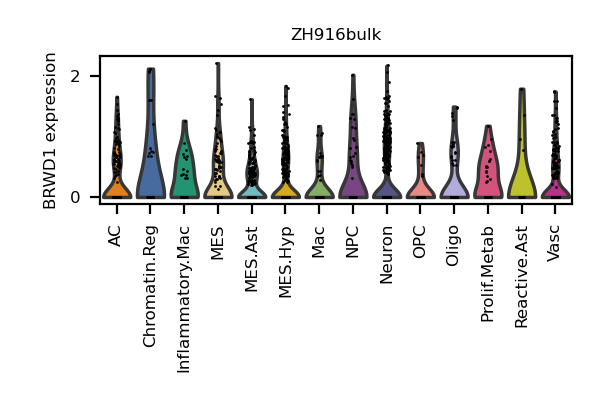 ZH916bulk
BRWD1 expression
2
0
AC
Chromatin.Reg
Inflammatory.Mac
MES
MES.Ast
MES.Hyp
Mac
NPC
Neuron
OPC
Oligo
Prolif.Metab
Reactive.Ast
Vasc